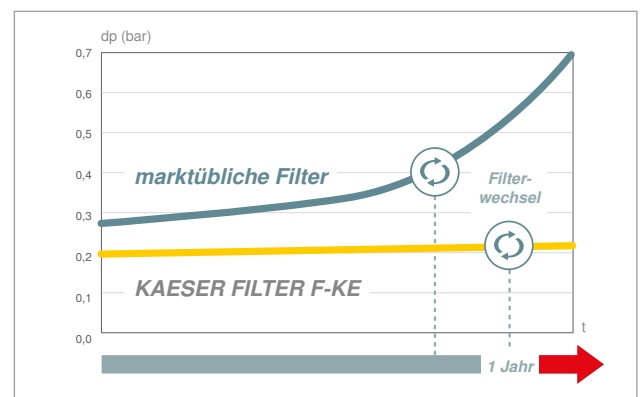 dp (bar)
0,7
0,6
0,5
0,4
0,3
0,2
0,1
0,0
marktübliche Filter
Filter-
wechsel
KAESER FILTER F-KE
t
1 Jahr